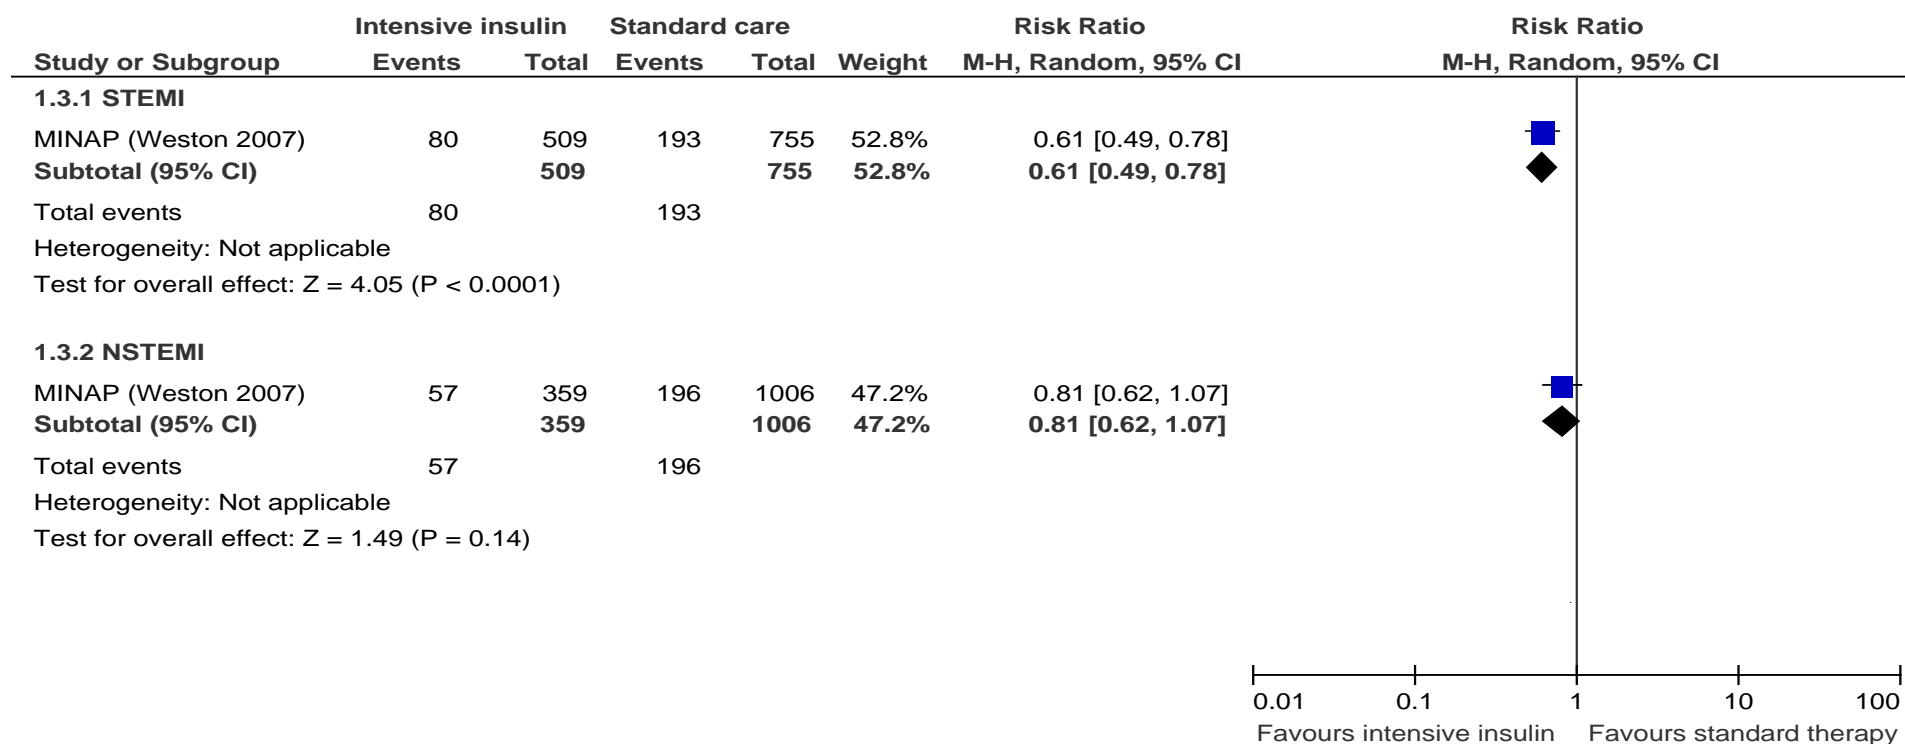 Intensive insulin Standard care Risk Ratio Risk Ratio
Study or Subgroup Events Total Events Total Weight M-H, Random, 95% CI M-H, Random, 95% CI
1.3.1 STEMI
MINAP (Weston 2007) 80 509 193 755 52.8% 0.61 [0.49, 0.78]
Subtotal (95% CI) 509 755 52.8% 0.61 [0.49, 0.78]
Total events 80 193
Heterogeneity: Not applicable
Test for overall effect: Z = 4.05 (P < 0.0001)
1.3.2 NSTEMI
MINAP (Weston 2007) 57 359 196 1006 47.2% 0.81 [0.62, 1.07]
Subtotal (95% CI) 359 1006 47.2% 0.81 [0.62, 1.07]
Total events 57 196
Heterogeneity: Not applicable
Test for overall effect: Z = 1.49 (P = 0.14)
0.01 0.1 1 10 100
Favours intensive insulin Favours standard therapy